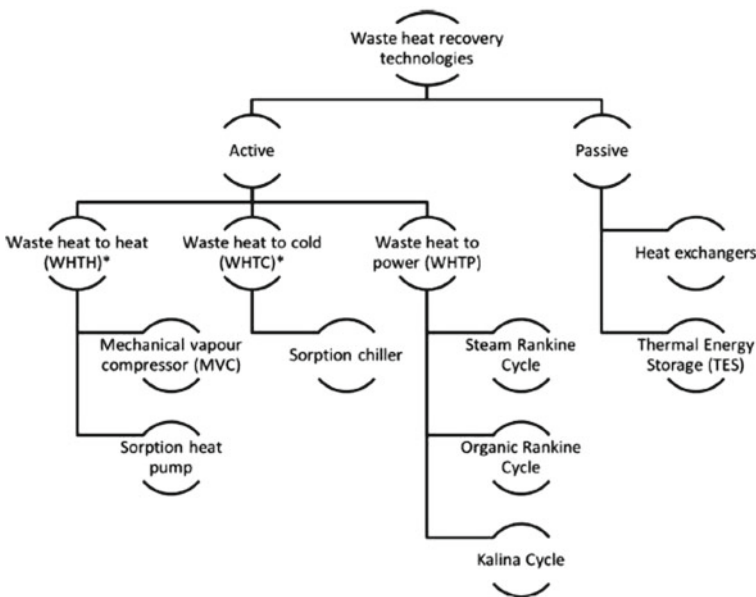 Waste heat recovery
technologies
Active
Passive
Waste heat to heat
(WHTH)*
Waste heat to cold
(WHTC)*
Waste heat to
power (WHTP)
Heat exchangers
Mechanical vapour
compressor (MVC)
Sorption chiller
Steam Rankine
Cycle
Thermal Energy
Storage (TES)
Sorption heat
pump
Organic Rankine
Cycle
Kalina Cycle